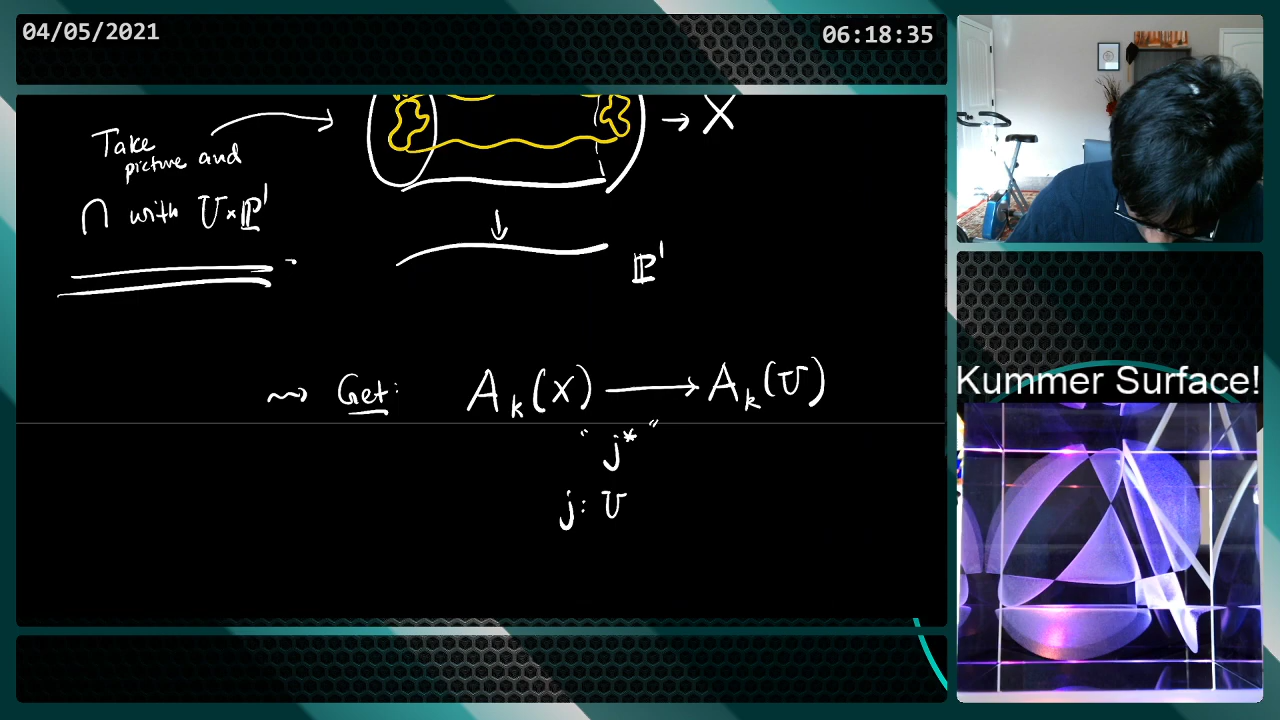 04/05/2021
06:18:35
Take
picture and
∩ with U×ℙ¹
→ X
ℙ¹
⇝ Get: A_k(X) ⟶ A_k(U)
"j*"
j: U
Kummer Surface!